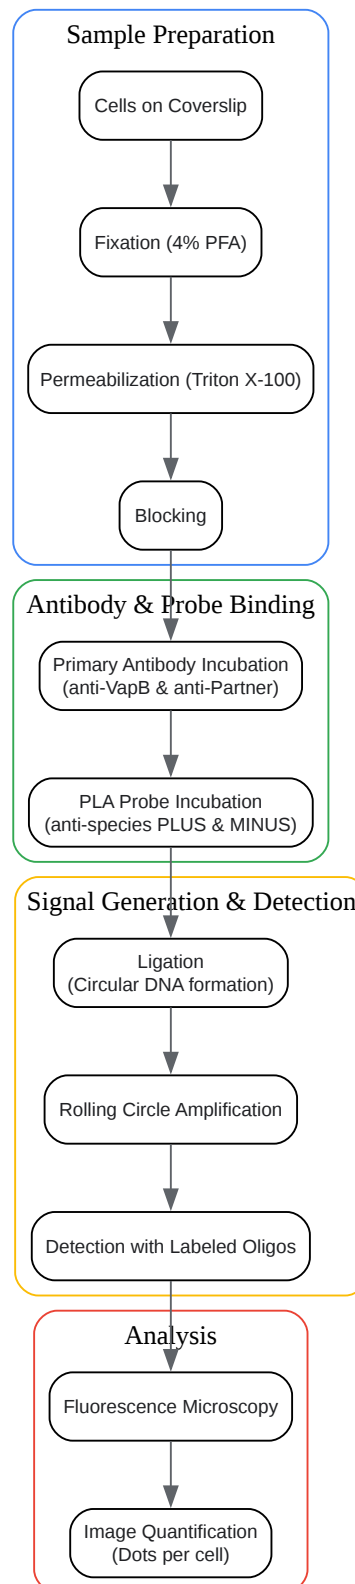 Sample Preparation
Cells on Coverslip
Fixation (4% PFA)
Permeabilization (Triton X-100)
Blocking
Antibody & Probe Binding
Primary Antibody Incubation
(anti-VapB & anti-Partner)
PLA Probe Incubation
(anti-species PLUS & MINUS)
Signal Generation & Detection
Ligation
(Circular DNA formation)
Rolling Circle Amplification
Detection with Labeled Oligos
Analysis
Fluorescence Microscopy
Image Quantification
(Dots per cell)